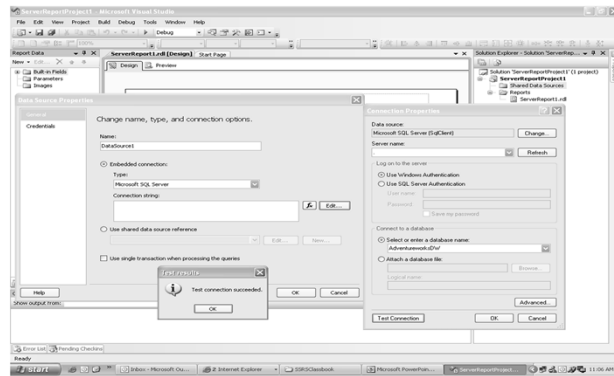 ServerReportProject1 - Microsoft Visual Studio
File Edit View Project Build Debug Tools Window Help
Debug
Report Data
New Edit...
Built-in Fields
Parameters
Images
ServerReport1.rdl [Design] Start Page
Design Preview
Solution Explorer - Solution 'ServerRep...
Solution 'ServerReportProject1' (1 project)
ServerReportProject1
Shared Data Sources
Reports
ServerReport1.rdl
Data Source Properties
General
Credentials
Change name, type, and connection options.
Name:
DataSource1
Embedded connection:
Type:
Microsoft SQL Server
Connection string:
fx Edit...
Use shared data source reference
Edit... New...
Use single transaction when processing the queries
Help OK Cancel
Test results
Test connection succeeded.
OK
Connection Properties
Data source:
Microsoft SQL Server (SqlClient) Change...
Server name:
Refresh
Log on to the server
Use Windows Authentication
Use SQL Server Authentication
User name:
Password:
Save my password
Connect to a database
Select or enter a database name:
AdventureworksDW
Attach a database file:
Browse...
Logical name:
Advanced...
Test Connection OK Cancel
Show output from:
Error List Pending Checkins
Ready
start Inbox - Microsoft Ou... 2 Internet Explorer SSRSClassbook Microsoft PowerPoin... ServerReportProject... 11:06 AM